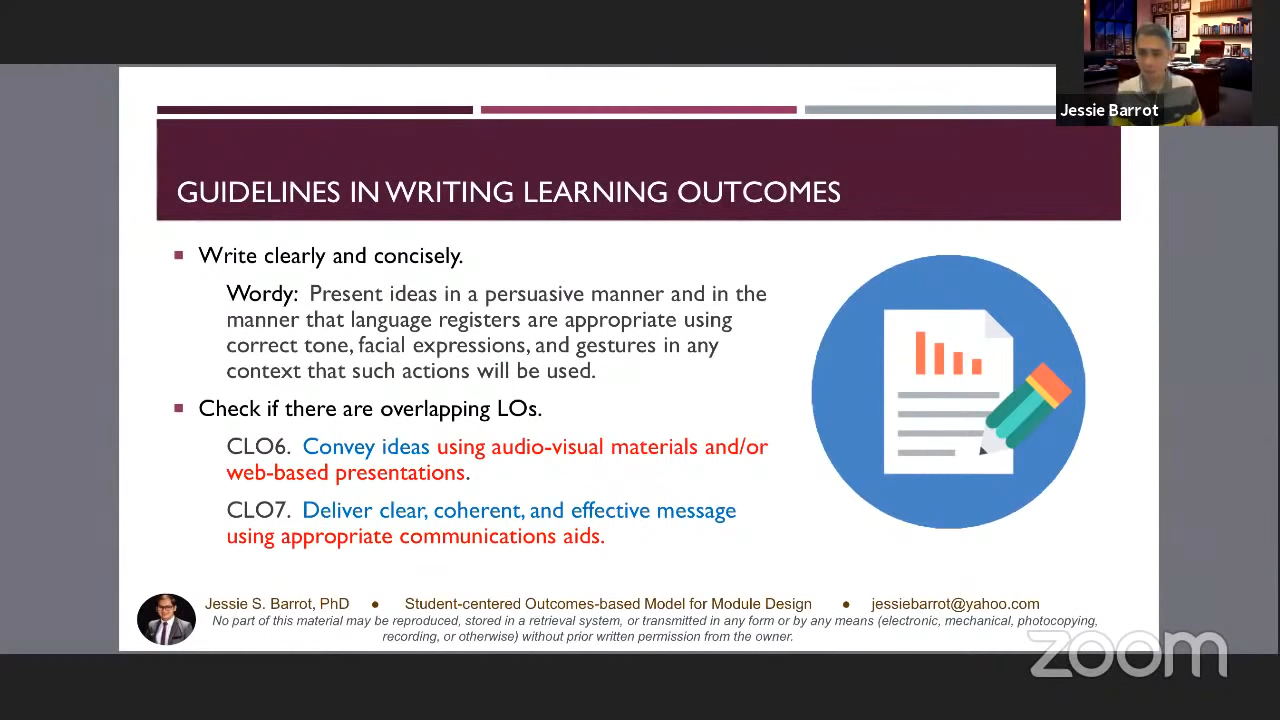 Jessie Barrot
GUIDELINES IN WRITING LEARNING OUTCOMES
Write clearly and concisely.
Wordy: Present ideas in a persuasive manner and in the
manner that language registers are appropriate using
correct tone, facial expressions, and gestures in any
context that such actions will be used.
Check if there are overlapping LOs.
CLO6. Convey ideas using audio-visual materials and/or
web-based presentations.
CLO7. Deliver clear, coherent, and effective message
using appropriate communications aids.
Jessie S. Barrot, PhD ● Student-centered Outcomes-based Model for Module Design ● jessiebarrot@yahoo.com
No part of this material may be reproduced, stored in a retrieval system, or transmitted in any form or by any means (electronic, mechanical, photocopying,
recording, or otherwise) without prior written permission from the owner.
zoom